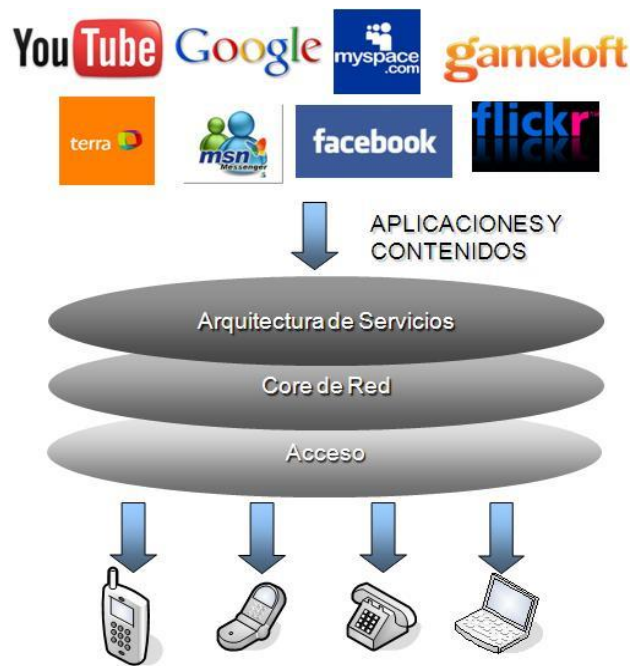 YouTube Google myspace.com gameloft
terra msn Messenger facebook flickr
APLICACIONES Y
CONTENIDOS
Arquitectura de Servicios
Core de Red
Acceso